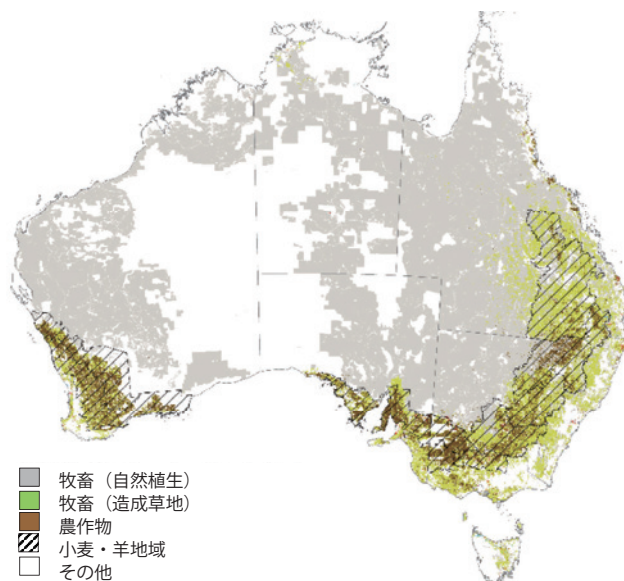 牧畜（自然植生）
牧畜（造成草地）
農作物
小麦・羊地域
その他